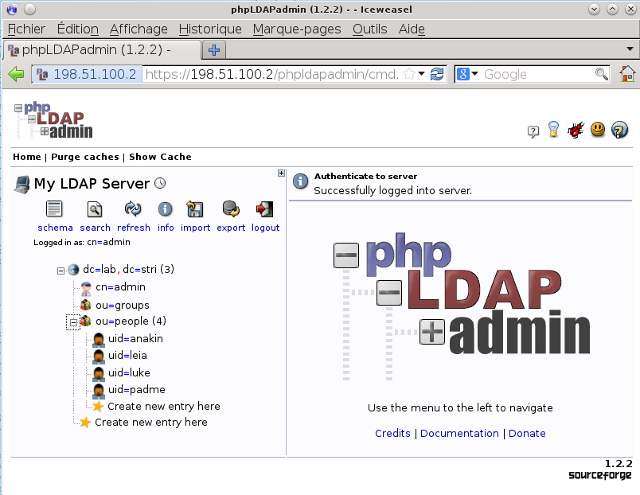 phpLDAPadmin (1.2.2) - - Iceweasel
Fichier Édition Affichage Historique Marque-pages Outils Aide
phpLDAPadmin (1.2.2) -
198.51.100.2 https://198.51.100.2/phpldapadmin/cmd. Google
php
LDAP
admin
Home | Purge caches | Show Cache
My LDAP Server
schema search refresh info import export logout
Logged in as: cn=admin
dc=lab, dc=stri (3)
cn=admin
ou=groups
ou=people (4)
uid=anakin
uid=leia
uid=luke
uid=padme
Create new entry here
Create new entry here
Authenticate to server
Successfully logged into server.
php
LDAP
admin
Use the menu to the left to navigate
Credits | Documentation | Donate
1.2.2
sourceforge